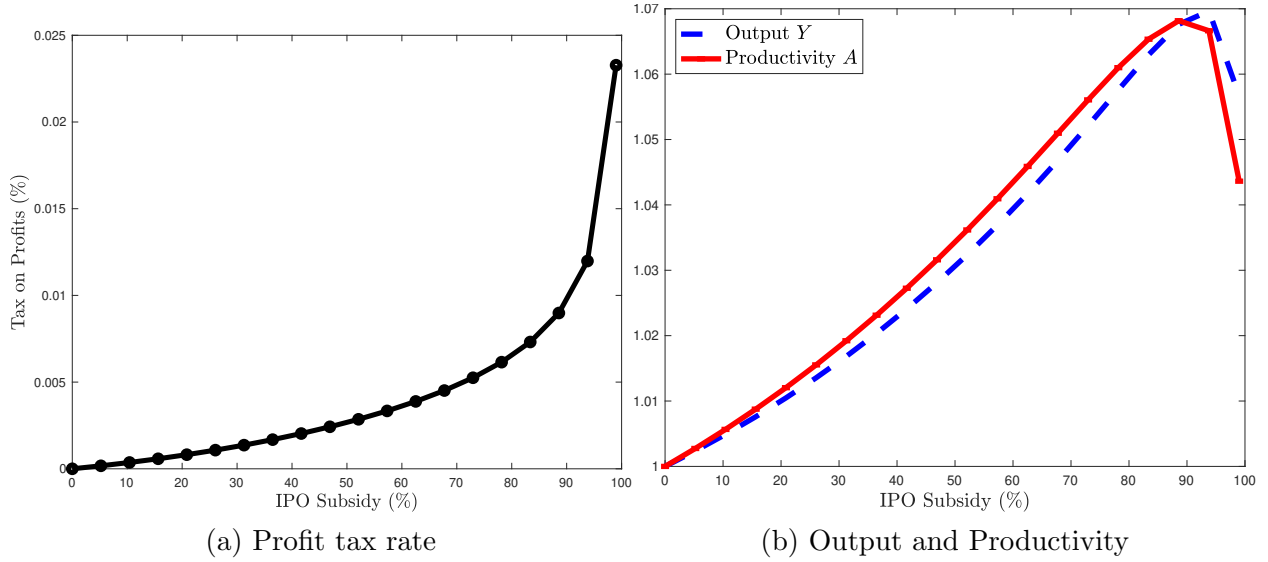 0.025
0.02
0.015
0.01
0.005
0
0 10 20 30 40 50 60 70 80 90 100
Tax on Profits (%)
IPO Subsidy (%)
(a) Profit tax rate
1.07
1.06
1.05
1.04
1.03
1.02
1.01
1
0 10 20 30 40 50 60 70 80 90 100
Output Y
Productivity A
IPO Subsidy (%)
(b) Output and Productivity